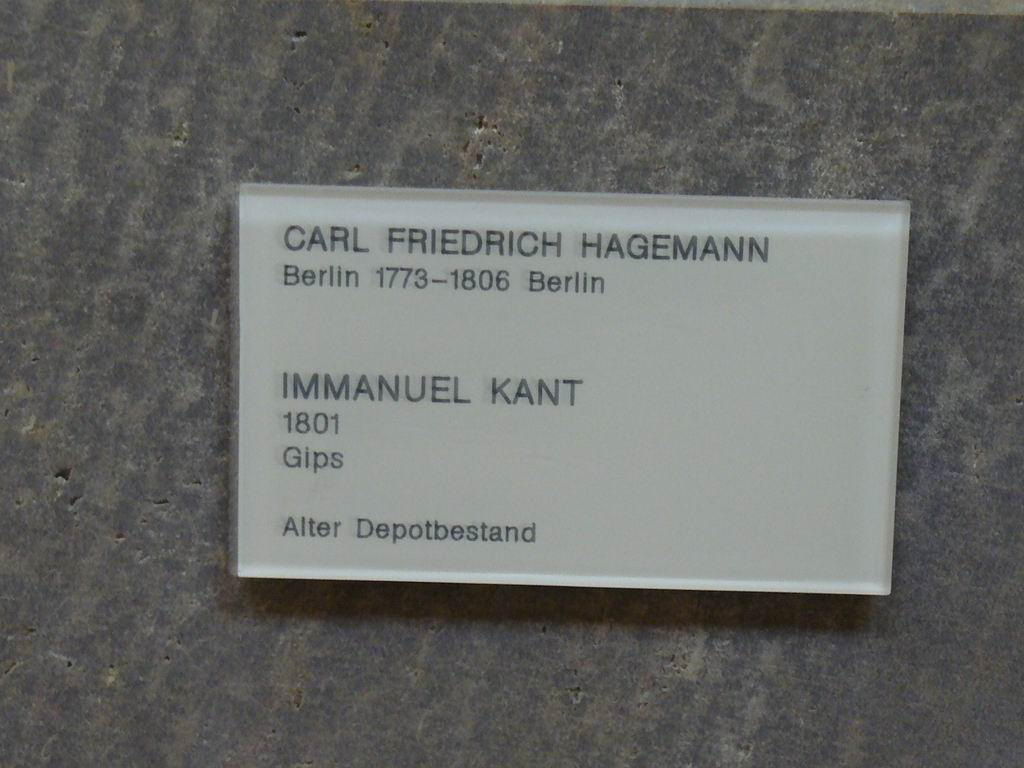 CARL FRIEDRICH HAGEMANN
Berlin 1773–1806 Berlin
IMMANUEL KANT
1801
Gips
Alter Depotbestand